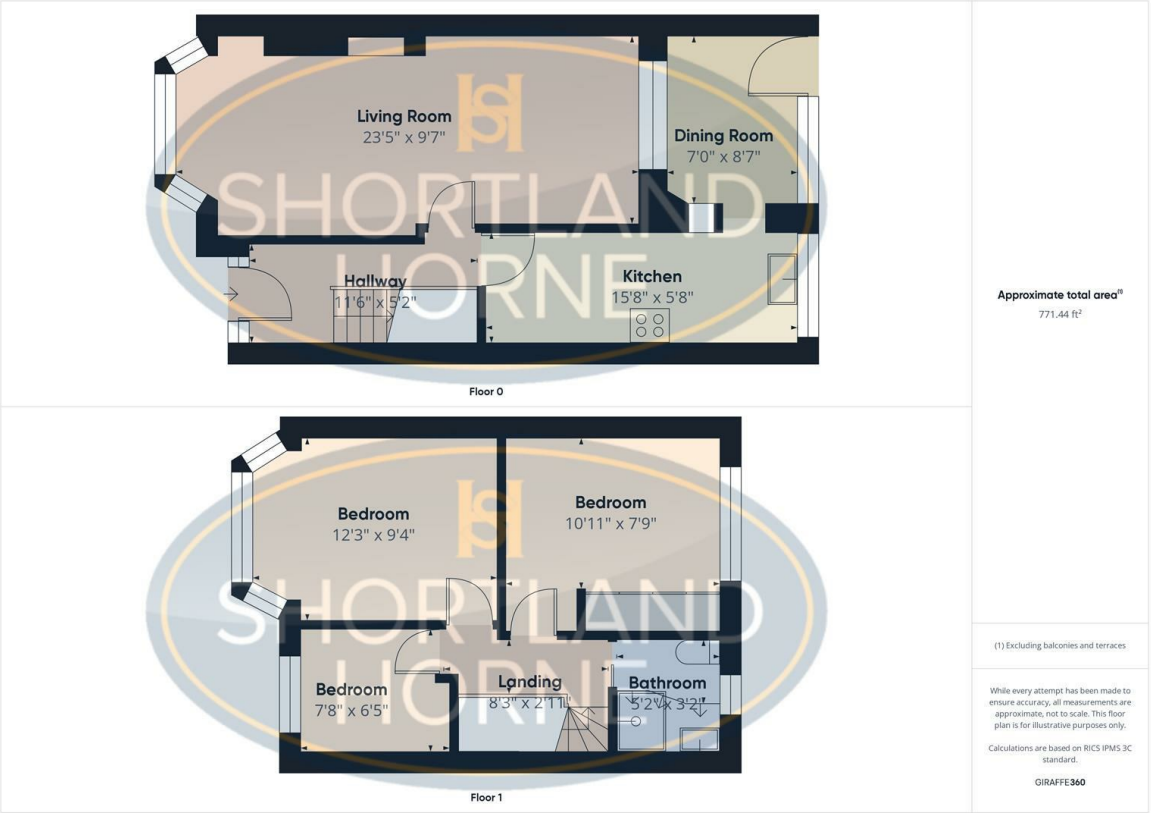 Living Room
23'5" x 9'7"
Dining Room
7'0" x 8'7"
SHORTLAND
HORNE
Hallway
11'6" x 5'2"
Kitchen
15'8" x 5'8"
Floor 0
Approximate total area(1)
771.44 ft²
Bedroom
12'3" x 9'4"
Bedroom
10'11" x 7'9"
SHORTLAND
HORNE
Bedroom
7'8" x 6'5"
Landing
8'3" x 2'11"
Bathroom
5'2" x 3'2"
Floor 1
(1) Excluding balconies and terraces
While every attempt has been made to
ensure accuracy, all measurements are
approximate, not to scale. This floor
plan is for illustrative purposes only.
Calculations are based on RICS IPMS 3C
standard.
GIRAFFE360